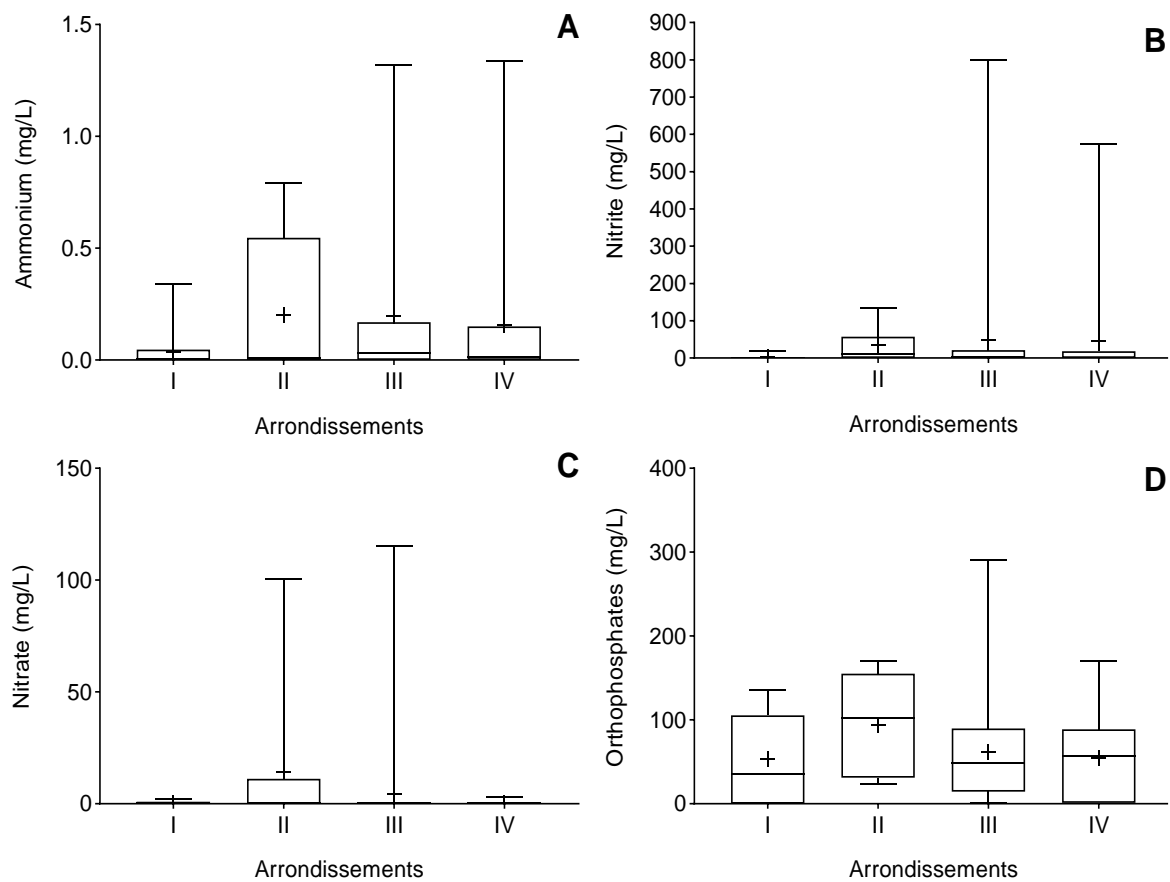 A
Ammonium (mg/L)
1.5
1.0
0.5
0.0
I II III IV
Arrondissements
B
Nitrite (mg/L)
900
800
700
600
500
400
300
200
100
0
I II III IV
Arrondissements
C
Nitrate (mg/L)
150
100
50
0
I II III IV
Arrondissements
D
Orthophosphates (mg/L)
400
300
200
100
0
I II III IV
Arrondissements